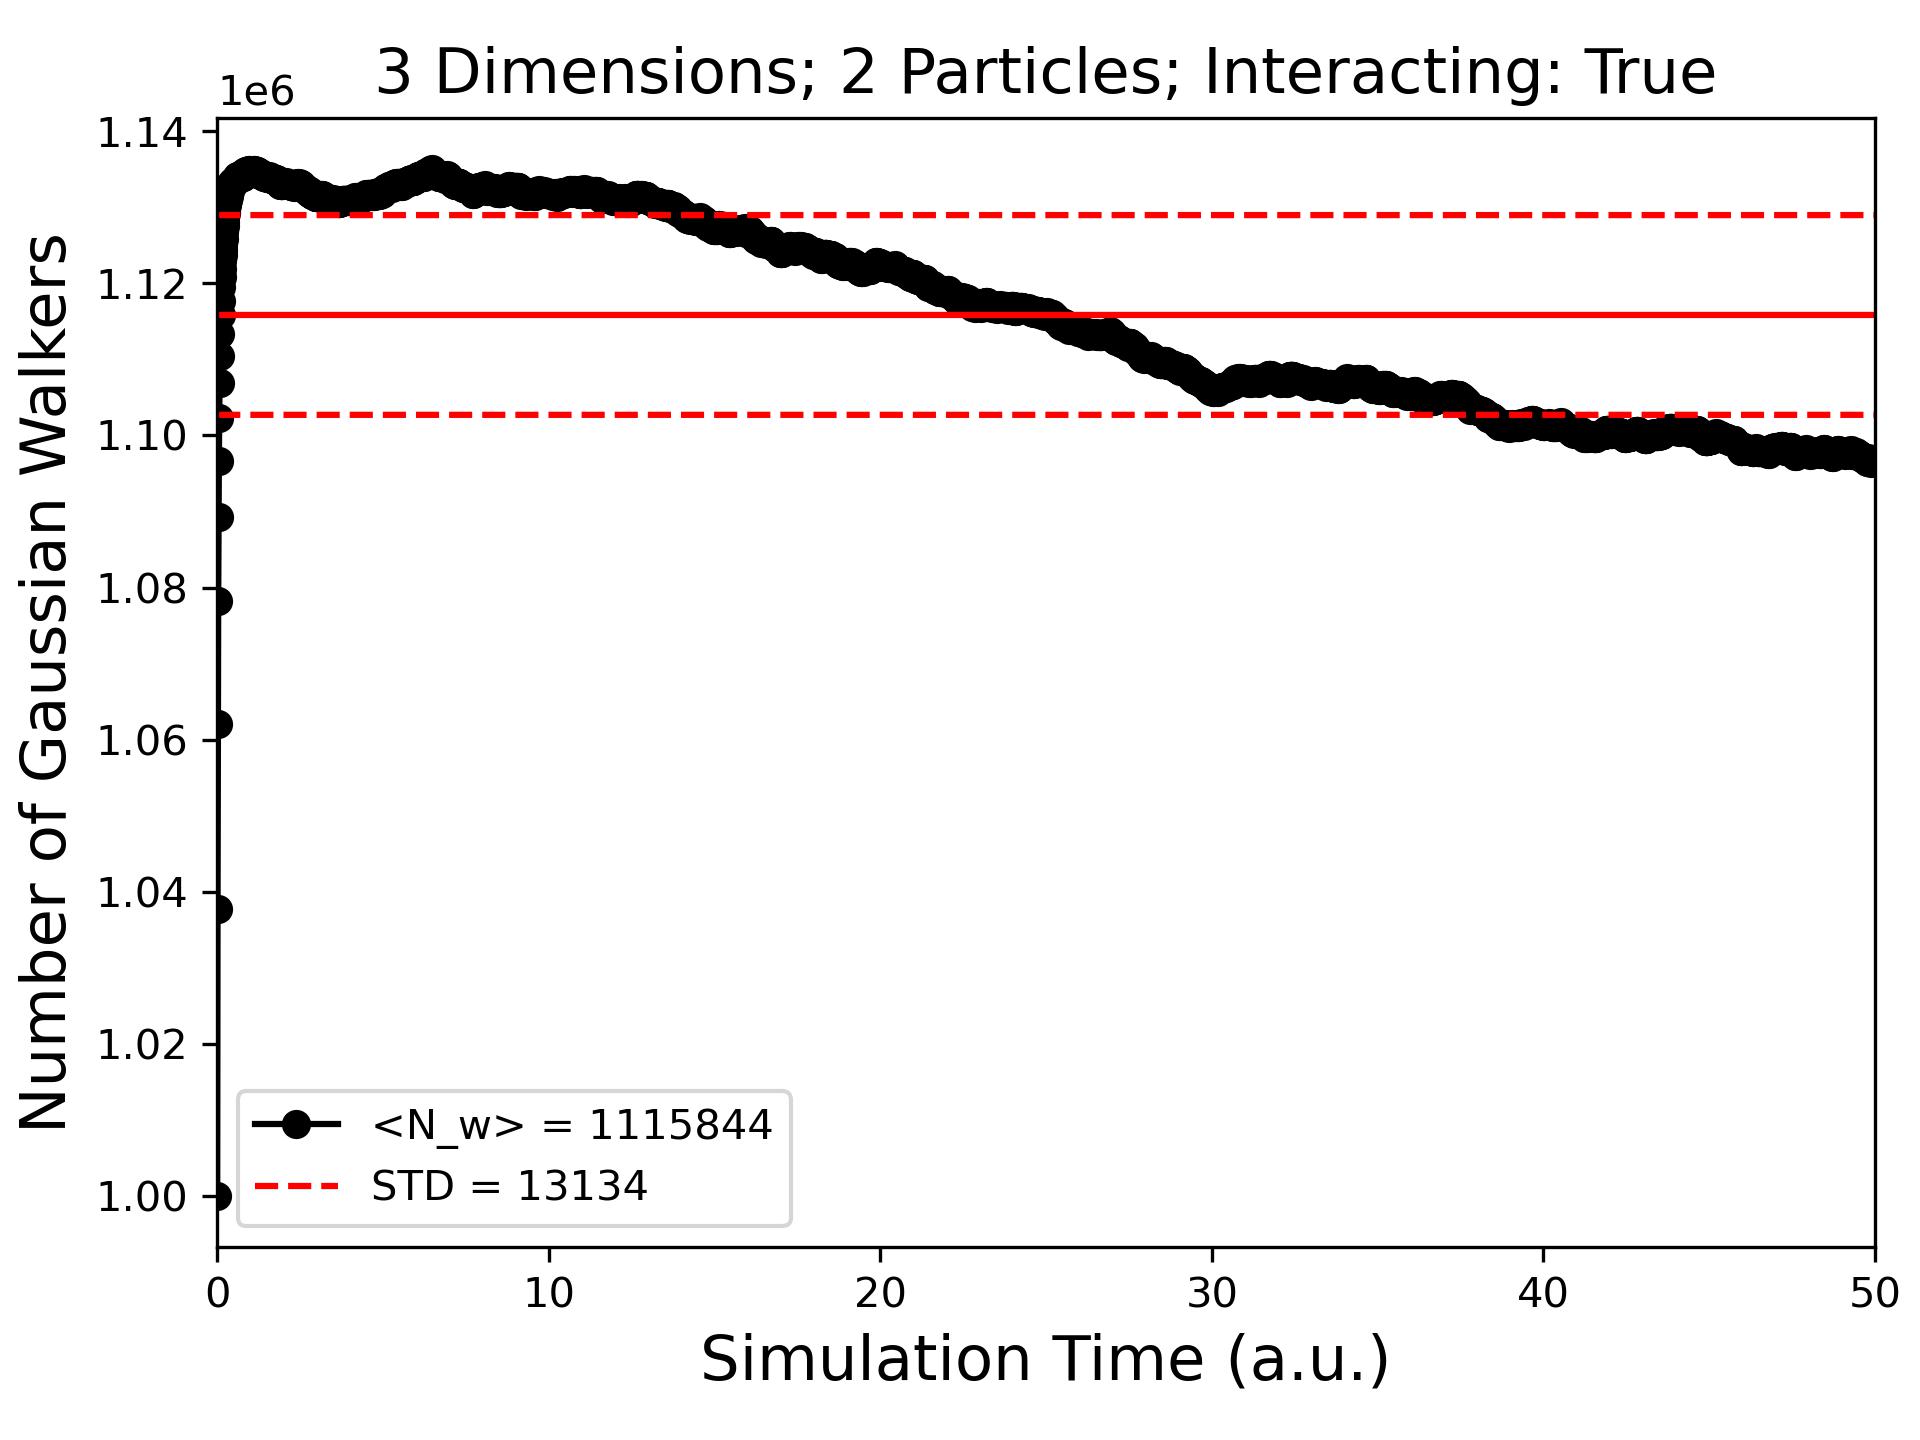 3 Dimensions; 2 Particles; Interacting: True
1e6
1.14
1.12
1.10
1.08
1.06
1.04
1.02
1.00
Number of Gaussian Walkers
<N_w> = 1115844
STD = 13134
0 10 20 30 40 50
Simulation Time (a.u.)